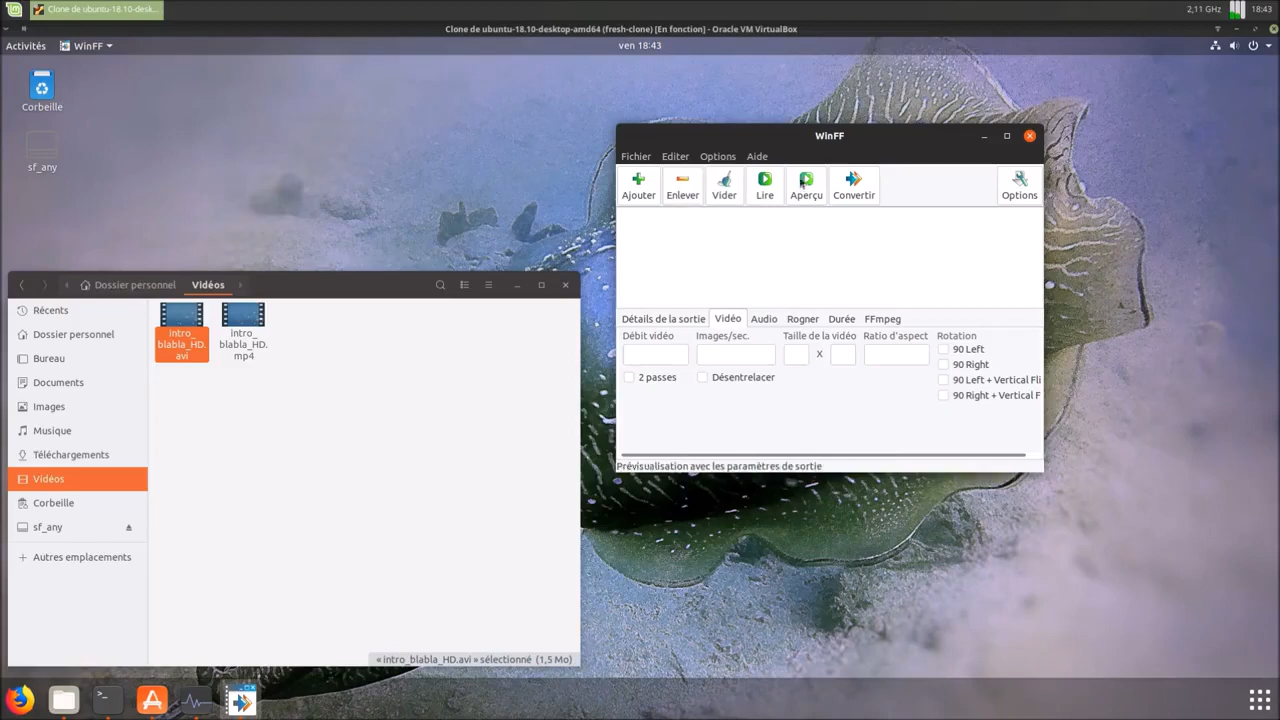 Clone de ubuntu-18.10-desk...
2,11 GHz
18:43
Clone de ubuntu-18.10-desktop-amd64 (fresh-clone) [En fonction] - Oracle VM VirtualBox
Activités
WinFF
ven 18:43
Corbeille
sf_any
WinFF
Fichier Editer Options Aide
Ajouter Enlever Vider Lire Aperçu Convertir Options
Détails de la sortie Vidéo Audio Rogner Durée FFmpeg
Débit vidéo Images/sec. Taille de la vidéo Ratio d'aspect Rotation
X
2 passes Désentrelacer
90 Left
90 Right
90 Left + Vertical Fli
90 Right + Vertical F
Prévisualisation avec les paramètres de sortie
Dossier personnel Vidéos
Récents
Dossier personnel
Bureau
Documents
Images
Musique
Téléchargements
Vidéos
Corbeille
sf_any
Autres emplacements
intro_
blabla_HD.
avi
intro_
blabla_HD.
mp4
« intro_blabla_HD.avi » sélectionné (1,5 Mo)